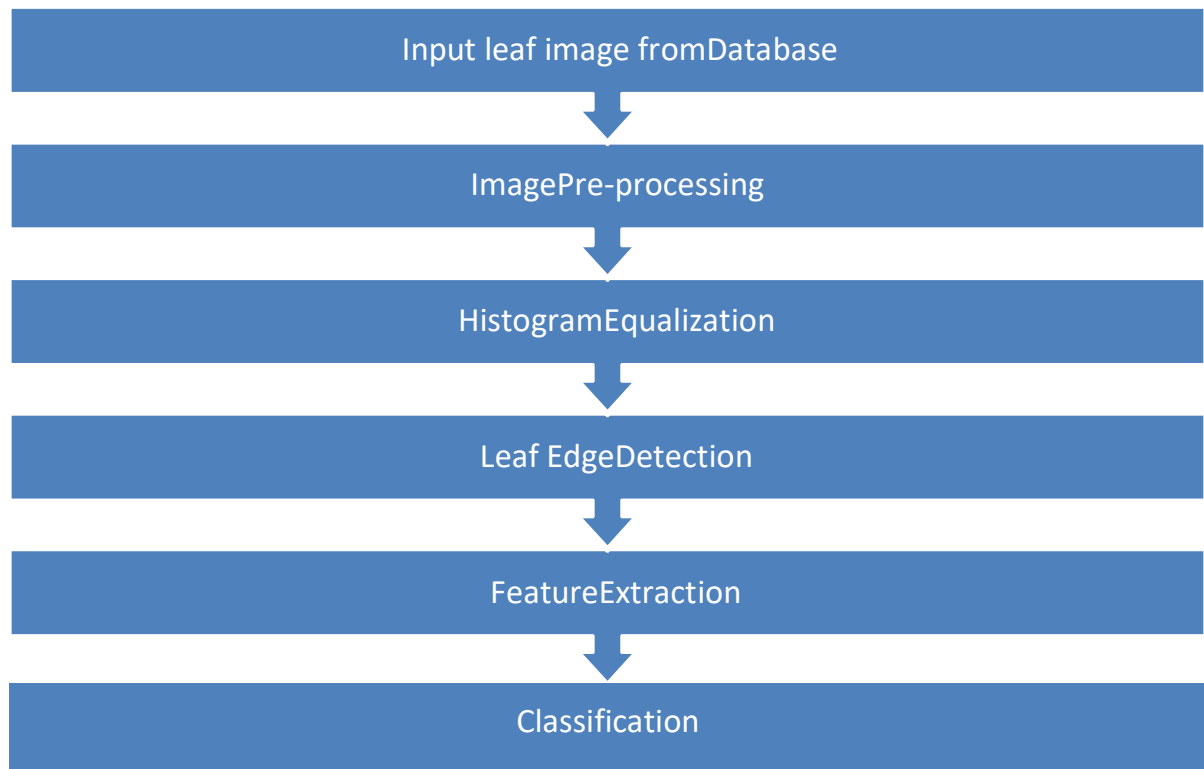 Input leaf image fromDatabase
ImagePre-processing
HistogramEqualization
Leaf EdgeDetection
FeatureExtraction
Classification